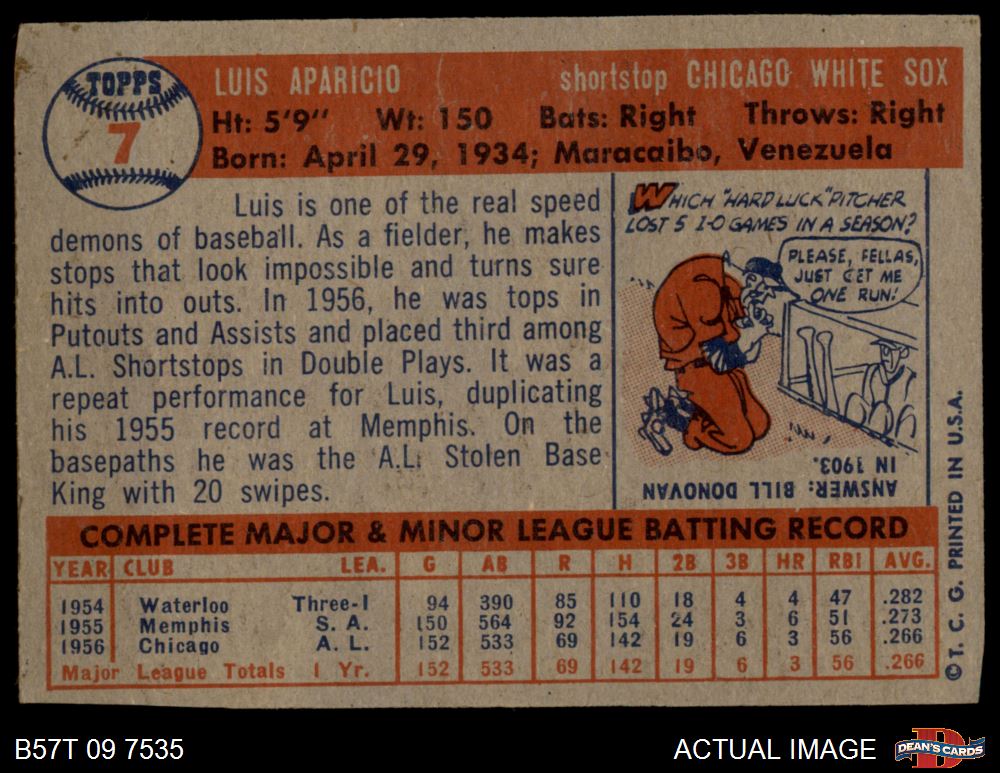 TOPPS
7
LUIS APARICIO shortstop CHICAGO WHITE SOX
Ht: 5'9" Wt: 150 Bats: Right Throws: Right
Born: April 29, 1934; Maracaibo, Venezuela
Luis is one of the real speed
demons of baseball. As a fielder, he makes
stops that look impossible and turns sure
hits into outs. In 1956, he was tops in
Putouts and Assists and placed third among
A.L. Shortstops in Double Plays. It was a
repeat performance for Luis, duplicating
his 1955 record at Memphis. On the
basepaths he was the A.L. Stolen Base
King with 20 swipes.
WHICH "HARD LUCK" PITCHER
LOST 5 1-0 GAMES IN A SEASON?
PLEASE, FELLAS,
JUST GET ME
ONE RUN!
ANSWER: BILL DONOVAN
IN 1903.
COMPLETE MAJOR & MINOR LEAGUE BATTING RECORD
YEAR CLUB LEA. G AB R H 2B 3B HR RBI AVG.
1954 Waterloo Three-I 94 390 85 110 18 4 4 47 .282
1955 Memphis S. A. 150 564 92 154 24 3 6 51 .273
1956 Chicago A. L. 152 533 69 142 19 6 3 56 .266
Major League Totals 1 Yr. 152 533 69 142 19 6 3 56 .266
© T. C. G. PRINTED IN U.S.A.
B57T 09 7535
ACTUAL IMAGE
D
DEAN'S CARDS